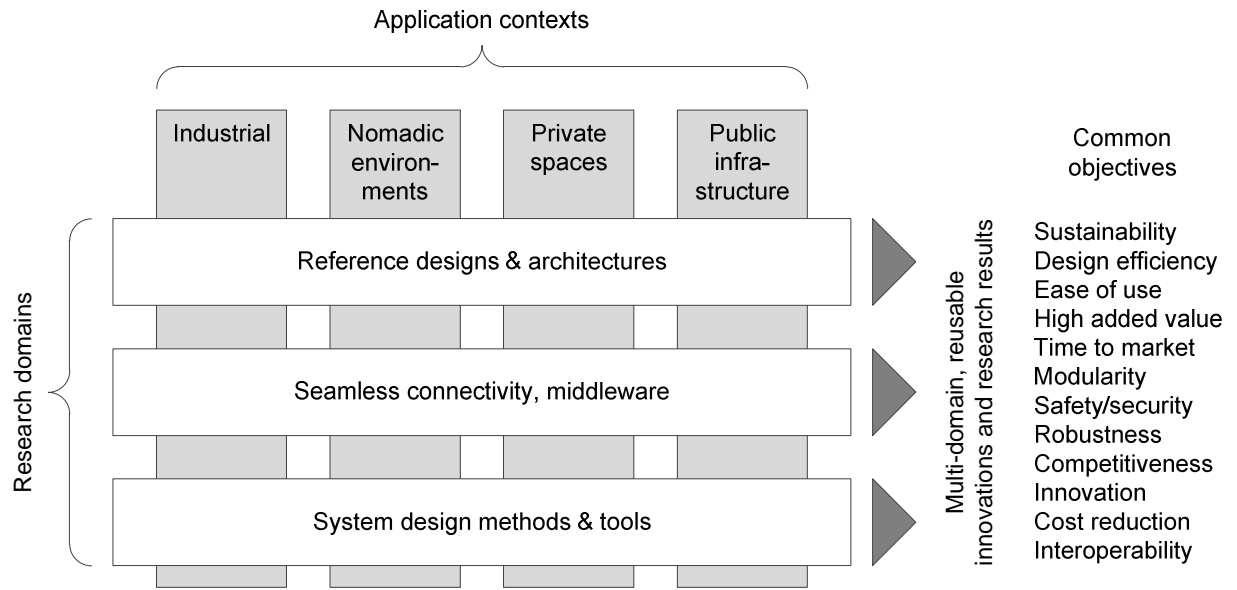 Application contexts
Industrial
Nomadic
environ-
ments
Private
spaces
Public
infra-
structure
Common
objectives
Research domains
Reference designs & architectures
Seamless connectivity, middleware
System design methods & tools
Multi-domain, reusable
innovations and research results
Sustainability
Design efficiency
Ease of use
High added value
Time to market
Modularity
Safety/security
Robustness
Competitiveness
Innovation
Cost reduction
Interoperability